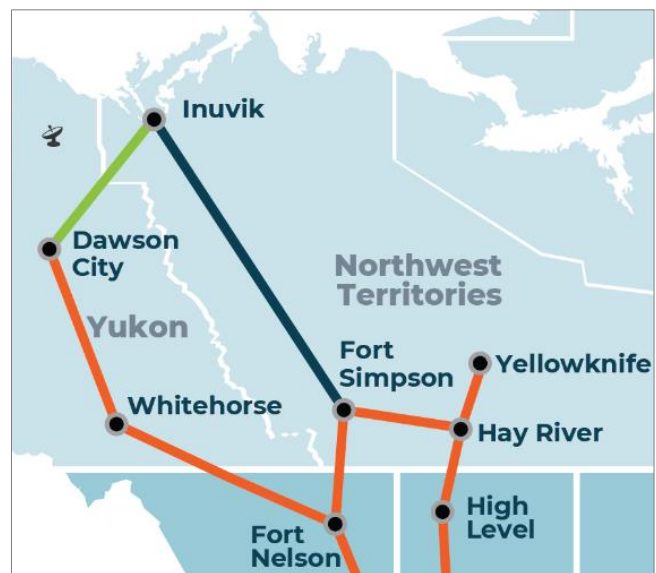 Inuvik
Dawson
City
Northwest
Territories
Yukon
Fort
Simpson
Yellowknife
Whitehorse
Hay River
High
Level
Fort
Nelson